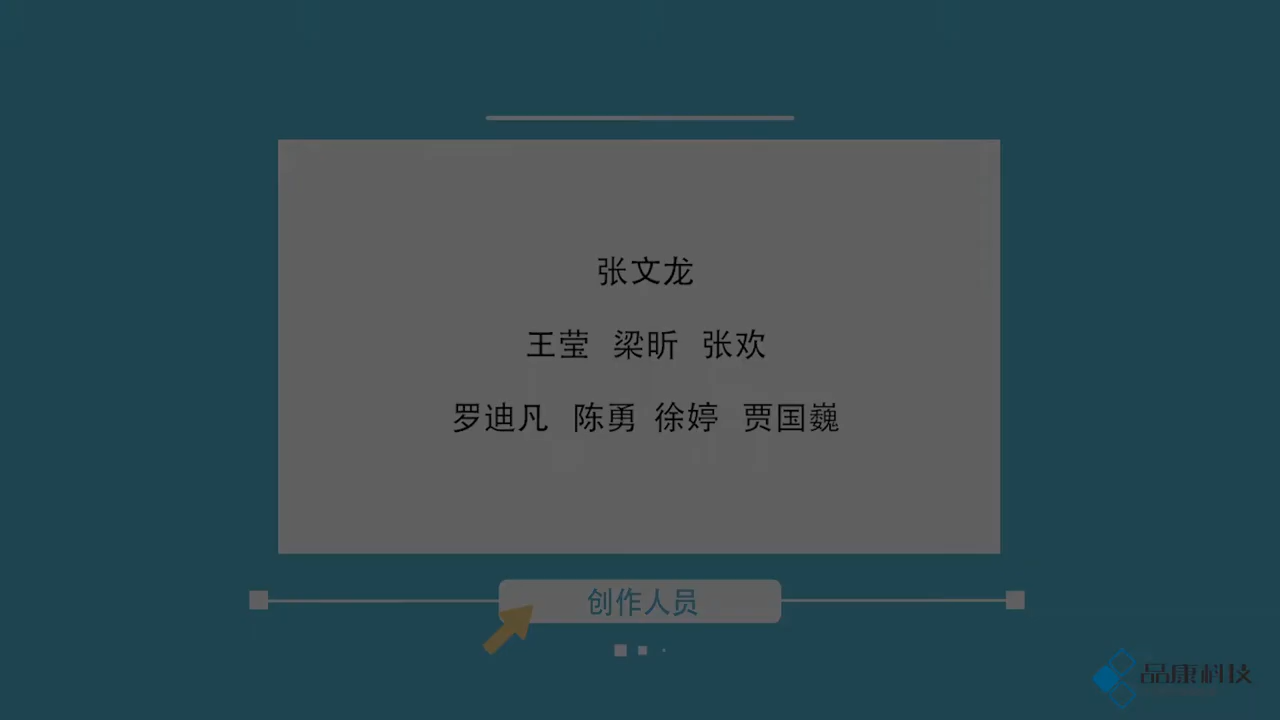 张文龙
王莹 梁昕 张欢
罗迪凡 陈勇 徐婷 贾国巍
创作人员
品康科技